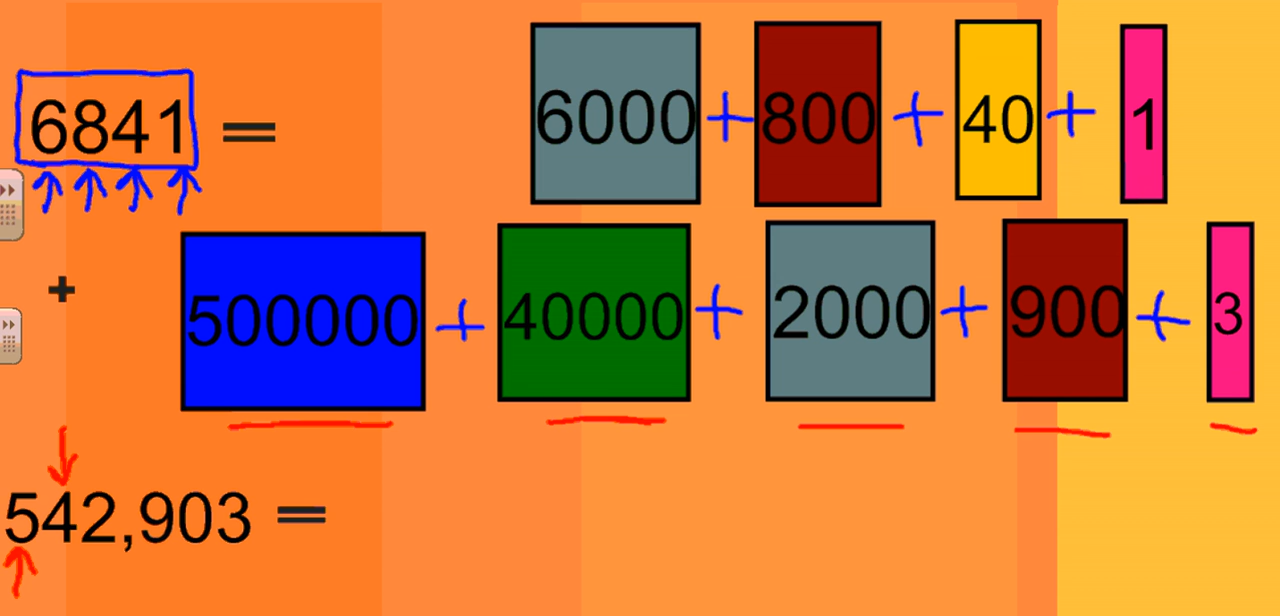 6841 = 6000 + 800 + 40 + 1
+ 500000 + 40000 + 2000 + 900 + 3
542,903 =